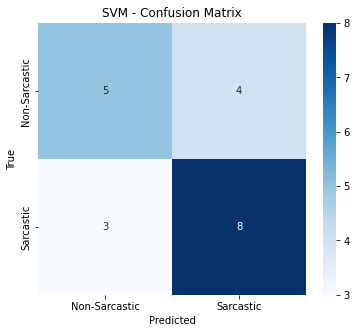 SVM - Confusion Matrix
Non-Sarcastic
5
4
True
Sarcastic
3
8
Non-Sarcastic
Sarcastic
Predicted
8
7
6
5
4
3